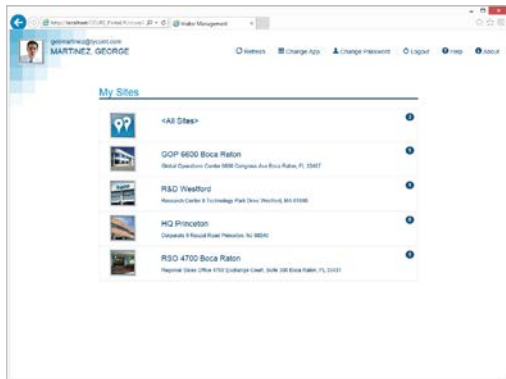 Visitor Management
MARTINEZ, GEORGE
Refresh
Change App
Change Password
Logout
Help
About
My Sites
<All Sites>
GOP 6600 Boca Raton
Global Operations Center 6600 Congress Ave Boca Raton, FL, 33487
R&D Westford
Research Center 6 Technology Park Drive Westford, MA 01886
HQ Princeton
Corporate 9 Roszel Road Princeton, NJ 08540
RSO 4700 Boca Raton
Regional Sales Office 4700 Exchange Court, Suite 300 Boca Raton, FL, 33431